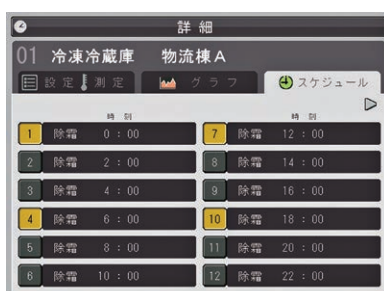 詳細
01 冷凍冷蔵庫 物流棟A
設定 測定 グラフ スケジュール
時刻 時刻
1 除霜 0:00 7 除霜 12:00
2 除霜 2:00 8 除霜 14:00
3 除霜 4:00 9 除霜 16:00
4 除霜 6:00 10 除霜 18:00
5 除霜 8:00 11 除霜 20:00
6 除霜 10:00 12 除霜 22:00